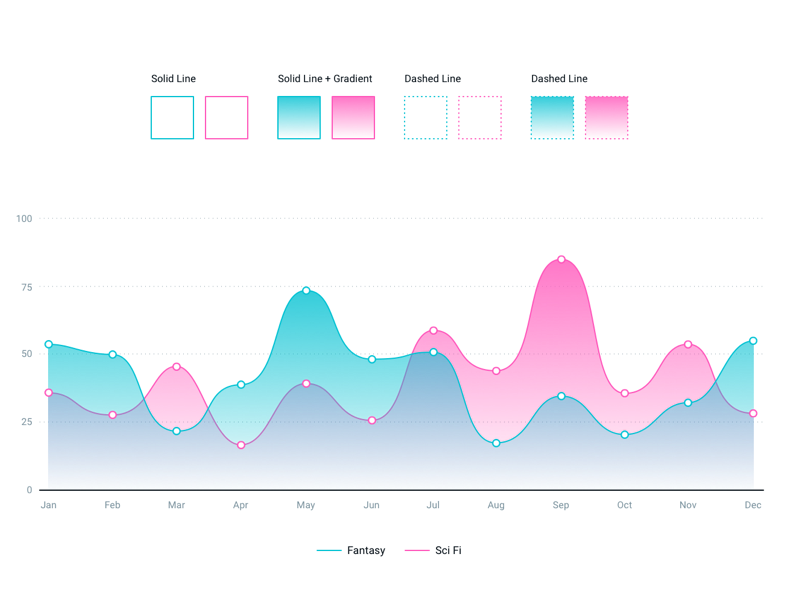 Solid Line
Solid Line + Gradient
Dashed Line
Dashed Line
100
75
50
25
0
Jan Feb Mar Apr May Jun Jul Aug Sep Oct Nov Dec
Fantasy Sci Fi